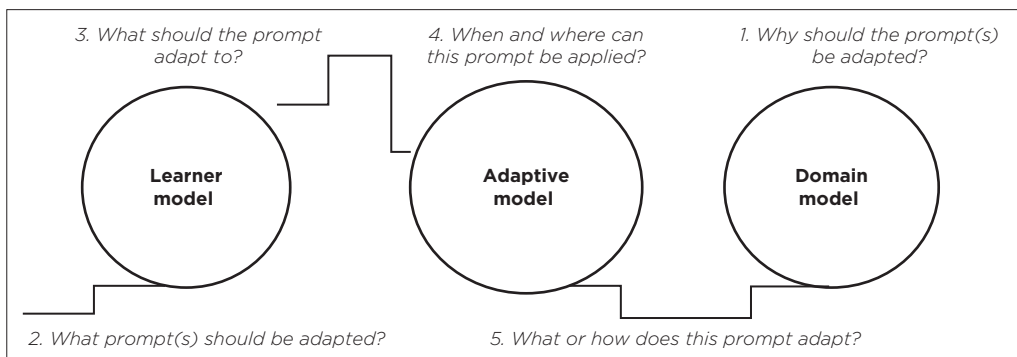 3. What should the prompt
adapt to?
4. When and where can
this prompt be applied?
1. Why should the prompt(s)
be adapted?
Learner
model
Adaptive
model
Domain
model
2. What prompt(s) should be adapted?
5. What or how does this prompt adapt?